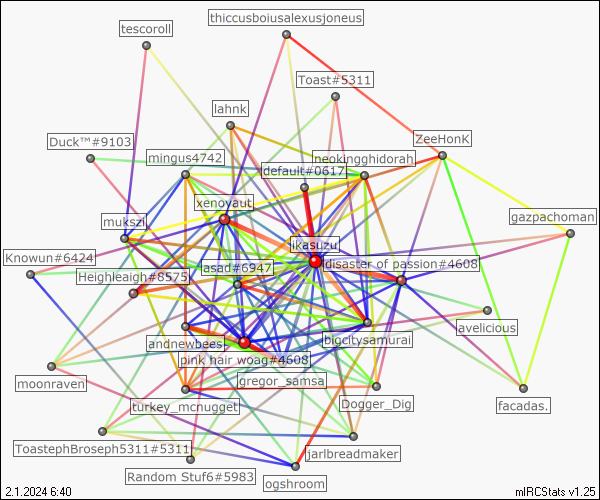 thiccusboiusalexusjoneus
tescoroll
Toast#5311
lahnk
Duck™#9103
ZeeHonK
mingus4742
neokingghidorah
default#0617
xenoyaut
mukszi
gazpachoman
likasuzu
Knowun#6424
lasad#6947
disaster of passion#4608
Heighleaigh#8575
avelicious
andnewbees
bigcitysamurai
pink hair woag#4608
gregor_samsa
moonraven
turkey_mcnugget
Dogger_Dig
facadas.
ToastephBroseph5311#5311
jarlbreadmaker
Random Stuf6#5983
ogshroom
2.1.2024 6:40
mIRCStats v1.25